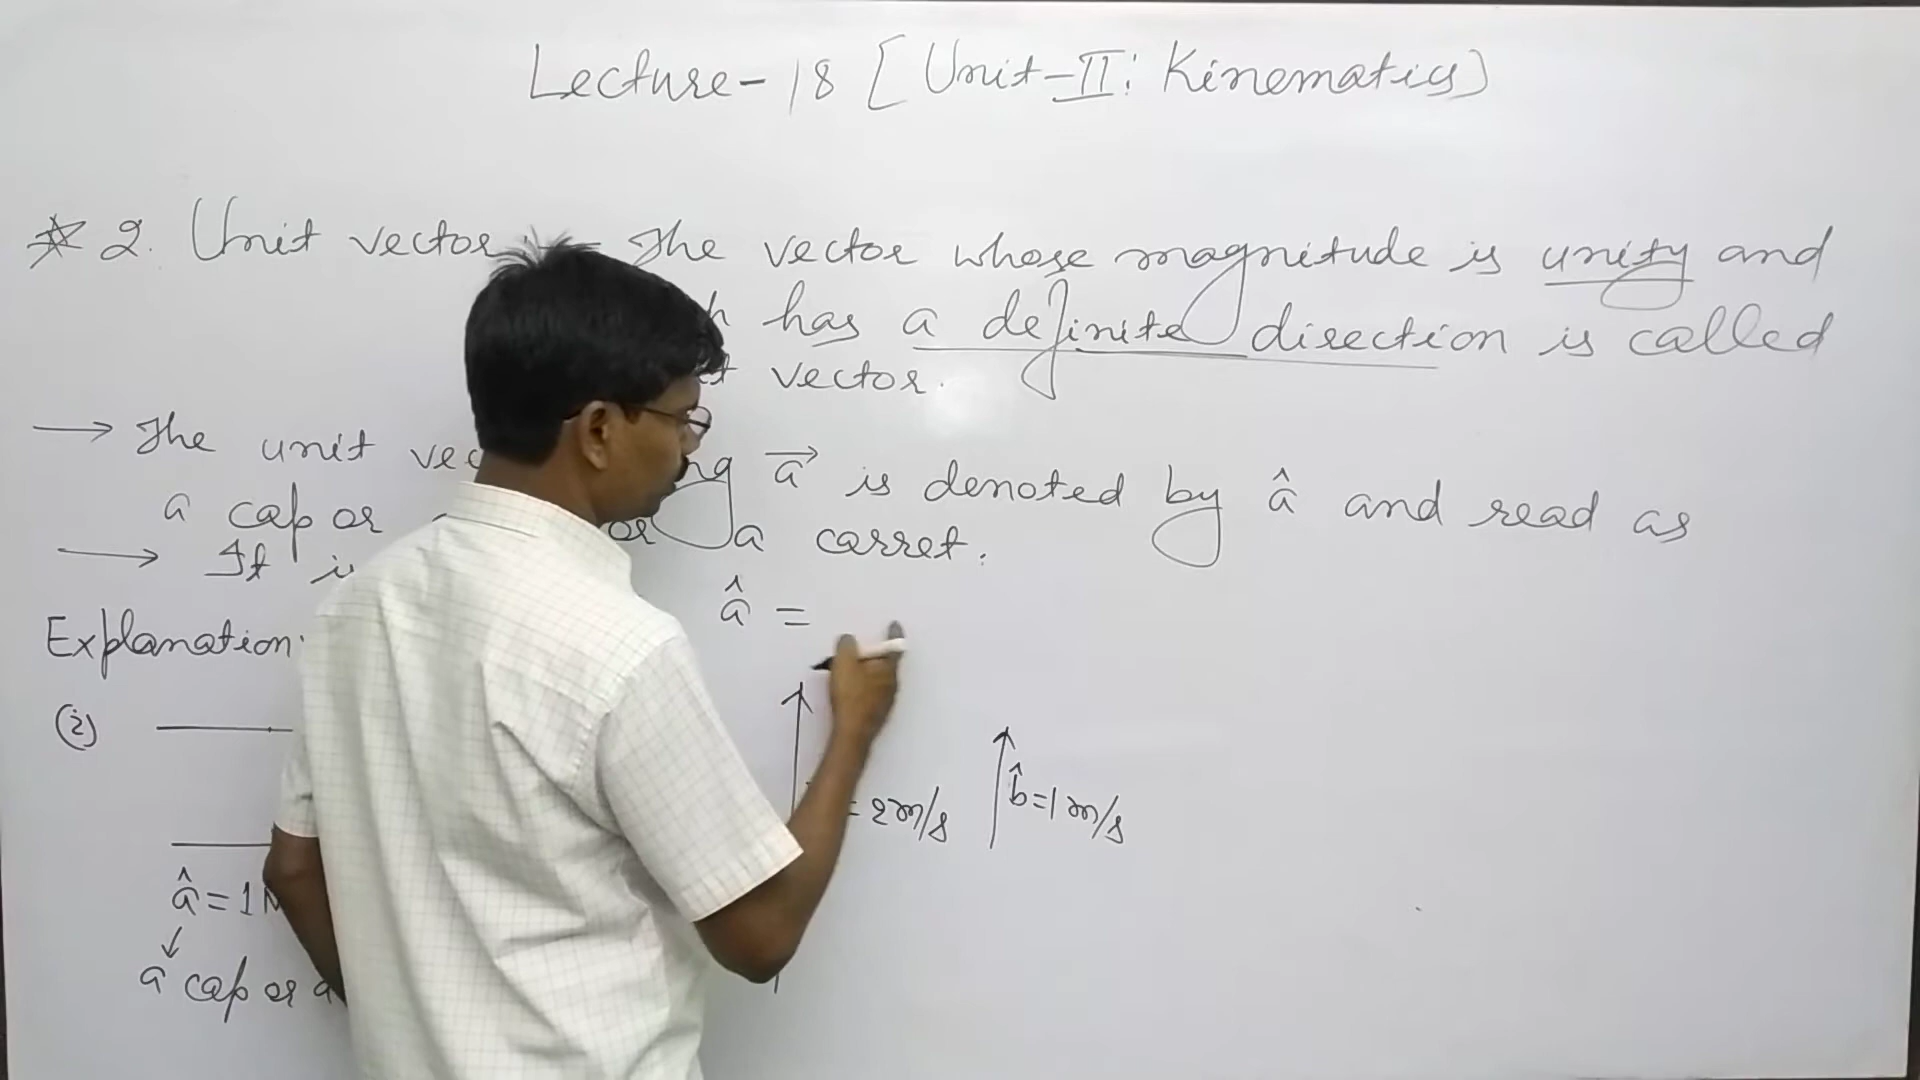 Lecture-18 [Unit-II: Kinematics]
* 2. Unit vector:- The vector whose magnitude is unity and
has a definite direction is called
vector.
→ The unit a⃗ is denoted by â and read as
a cap or or a carret.
→ It
Explanation:
(i)
â =
= 2m/s b̂=1m/s
â = 1
↓
a cap or a